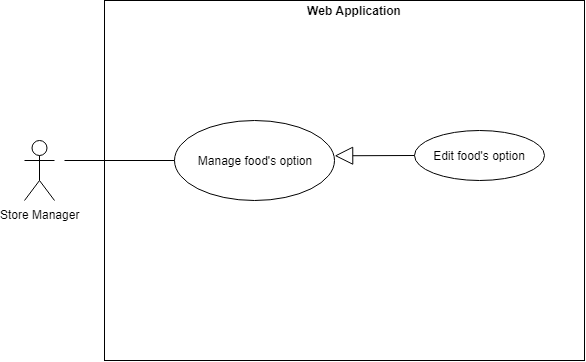 Web Application
Manage food's option
Edit food's option
Store Manager